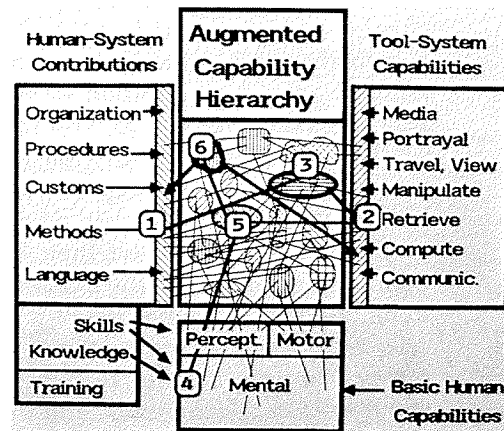 Human-System
Contributions
Augmented
Capability
Hierarchy
Tool-System
Capabilities
Organization
Procedures
Customs
Methods
Language
6
3
1
5
2
Media
Portrayal
Travel, View
Manipulate
Retrieve
Compute
Communic.
Skills
Knowledge
Training
4
Percept.
Motor
Mental
Basic Human
Capabilities